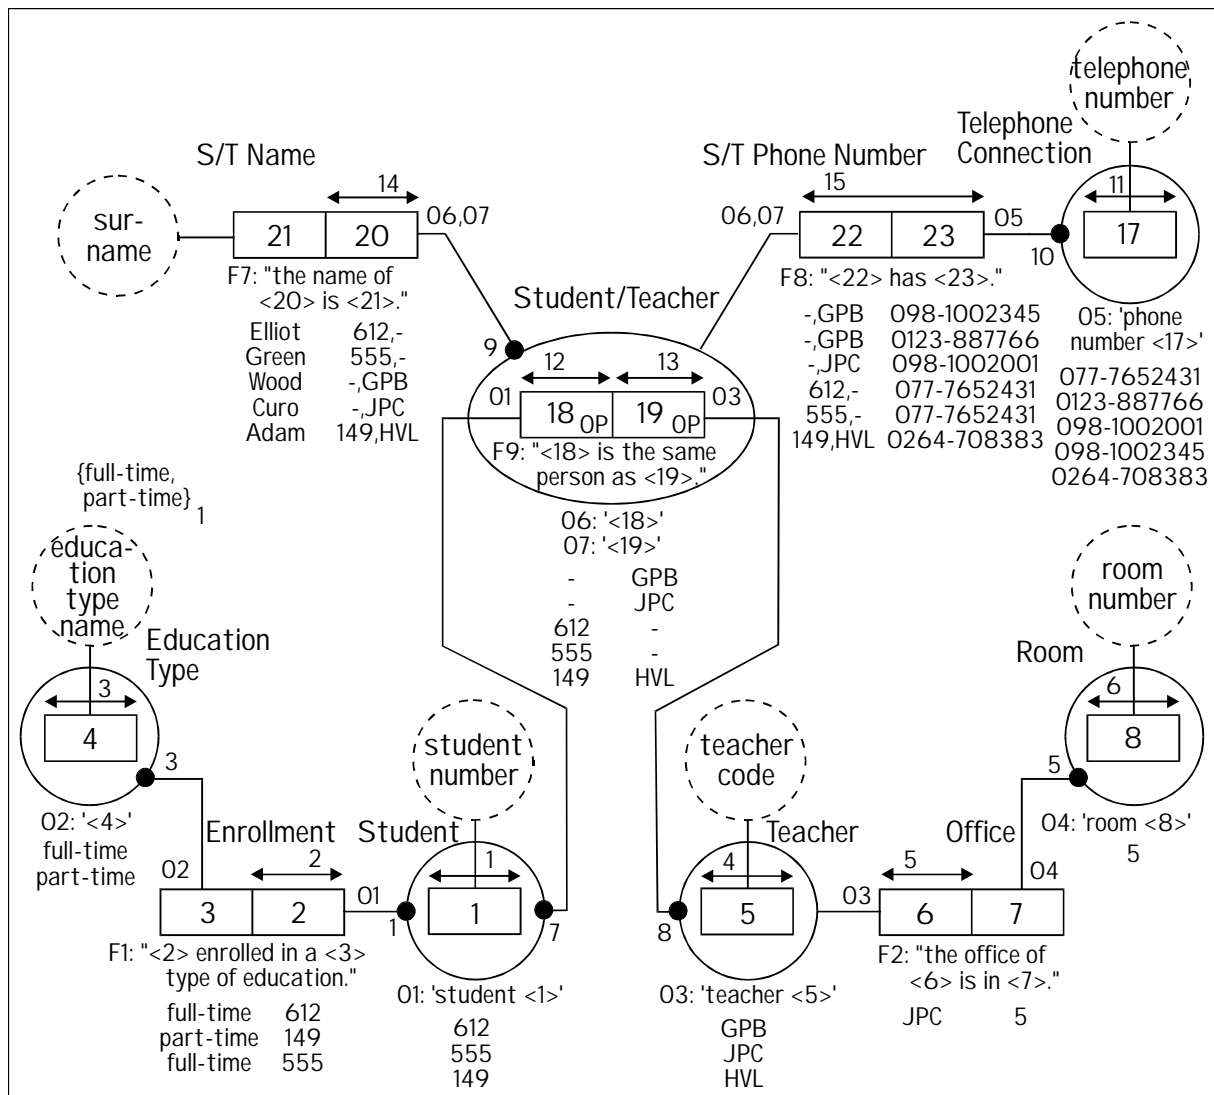 telephone
number
Telephone
Connection
S/T Name
S/T Phone Number
14
15
11
sur-
name
21
20
06,07
06,07
22
23
05
10
17
F7: "the name of
<20> is <21>."
F8: "<22> has <23>."
Elliot 612,-
Green 555,-
Wood -,GPB
Curo -,JPC
Adam 149,HVL
-,GPB 098-1002345
-,GPB 0123-887766
-,JPC 098-1002001
612,- 077-7652431
555,- 077-7652431
149,HVL 0264-708383
05: 'phone
number <17>'
077-7652431
0123-887766
098-1002001
098-1002345
0264-708383
Student/Teacher
9
12
13
01
18 OP
19 OP
03
F9: "<18> is the same
person as <19>."
06: '<18>'
07: '<19>'
- GPB
- JPC
612 -
555 -
149 HVL
{full-time,
part-time}
1
educa-
tion
type
name
Education
Type
3
4
3
02: '<4>'
full-time
part-time
room
number
Room
6
8
5
04: 'room <8>'
5
student
number
teacher
code
Enrollment
Student
Teacher
Office
02
2
3
2
01
1
1
1
7
8
4
5
03
5
6
7
04
F1: "<2> enrolled in a <3>
type of education."
full-time 612
part-time 149
full-time 555
01: 'student <1>'
612
555
149
03: 'teacher <5>'
GPB
JPC
HVL
F2: "the office of
<6> is in <7>."
JPC 5